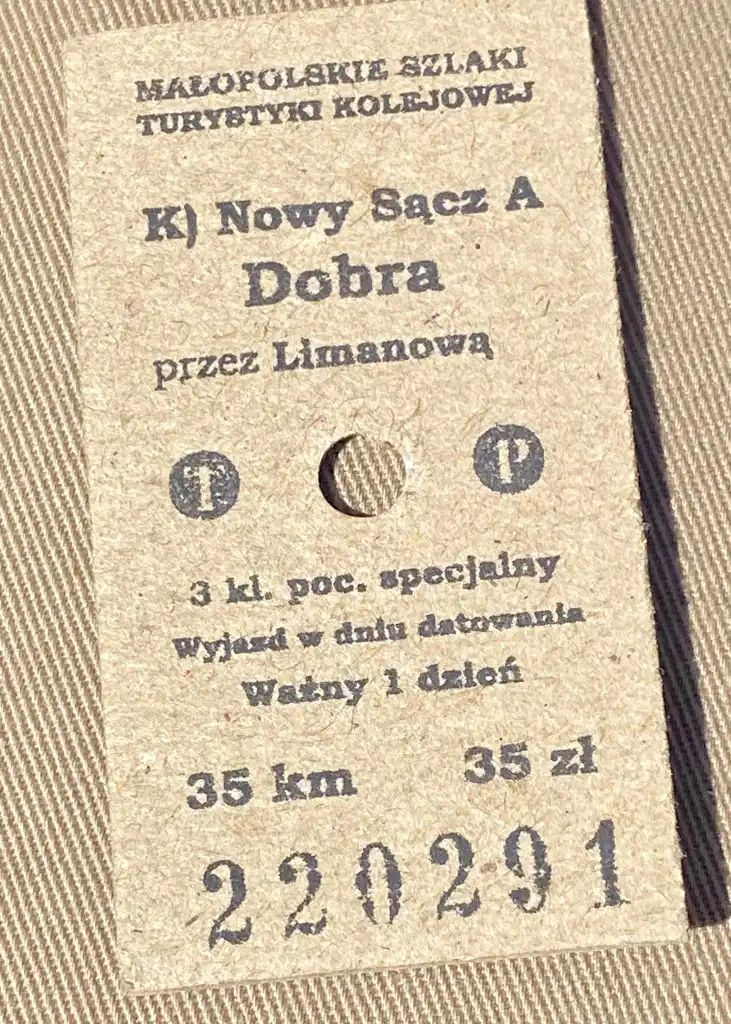 MAŁOPOLSKIE SZLAKI
TURYSTYKI KOLEJOWEJ
K) Nowy Sącz A
Dobra
przez Limanową
T P
3 kl. poc. specjalny
Wyjazd w dniu datowania
Ważny 1 dzień
35 km 35 zł
220291